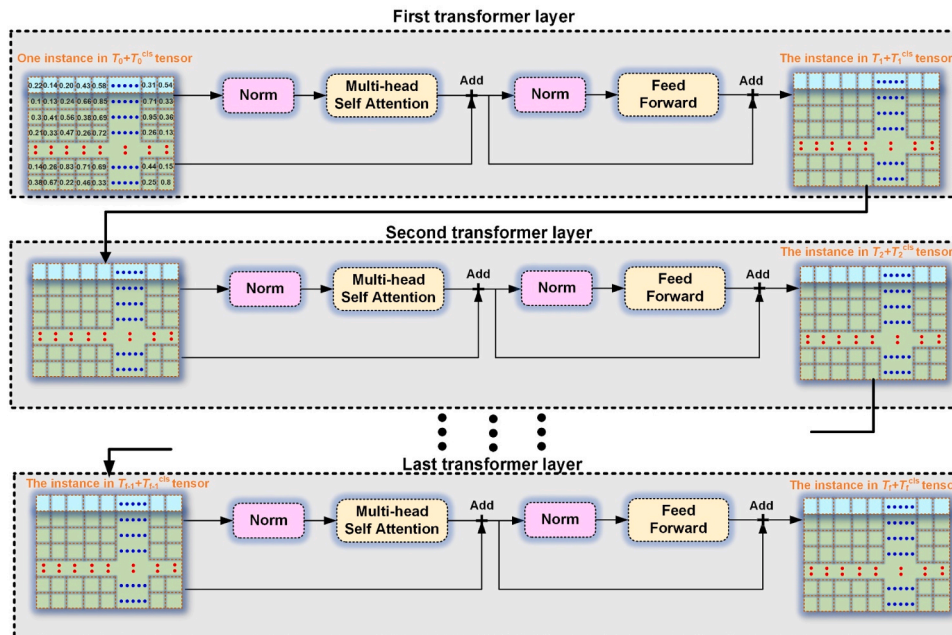 First transformer layer
One instance in T₀+T₀ᶜˡˢ tensor
The instance in T₁+T₁ᶜˡˢ tensor
0.22 0.14 0.20 0.43 0.58 0.31 0.54
0.1 0.13 0.24 0.66 0.85 0.71 0.33
0.3 0.41 0.56 0.38 0.69 0.95 0.36
0.21 0.33 0.47 0.26 0.72 0.26 0.13
0.14 0.26 0.83 0.71 0.69 0.44 0.15
0.38 0.67 0.22 0.46 0.33 0.25 0.8
Norm
Multi-head
Self Attention
Add
Norm
Feed
Forward
Add
Second transformer layer
The instance in T₂+T₂ᶜˡˢ tensor
Norm
Multi-head
Self Attention
Add
Norm
Feed
Forward
Add
Last transformer layer
The instance in Tₗ₋₁+Tₗ₋₁ᶜˡˢ tensor
The instance in Tₗ+Tₗᶜˡˢ tensor
Norm
Multi-head
Self Attention
Add
Norm
Feed
Forward
Add